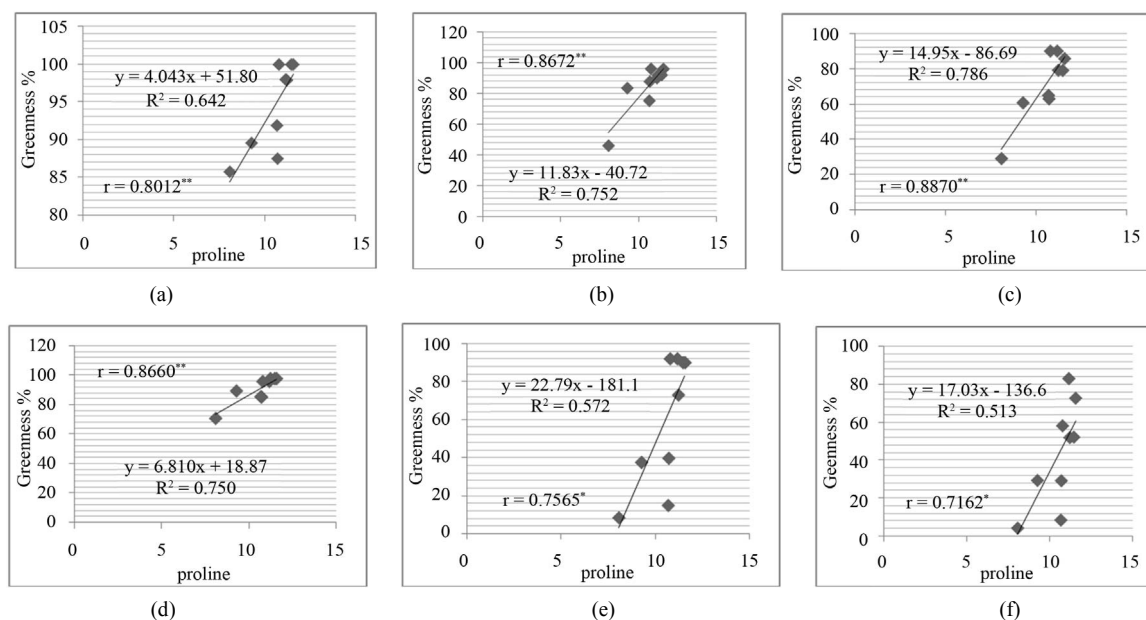 105
100
95
90
85
80
Greenness %
y = 4.043x + 51.80
R² = 0.642
r = 0.8012**
0 5 10 15
proline
(a)
120
100
80
60
40
20
0
Greenness %
r = 0.8672**
y = 11.83x - 40.72
R² = 0.752
0 5 10 15
proline
(b)
100
80
60
40
20
0
Greenness %
y = 14.95x - 86.69
R² = 0.786
r = 0.8870**
0 5 10 15
proline
(c)
120
100
80
60
40
20
0
Greenness %
r = 0.8660**
y = 6.810x + 18.87
R² = 0.750
0 5 10 15
proline
(d)
100
80
60
40
20
0
Greenness %
y = 22.79x - 181.1
R² = 0.572
r = 0.7565*
0 5 10 15
proline
(e)
100
80
60
40
20
0
Geenness %
y = 17.03x - 136.6
R² = 0.513
r = 0.7162*
0 5 10 15
proline
(f)